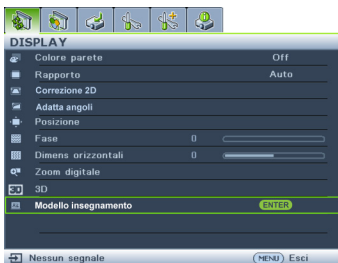 DISPLAY
Colore parete Off
Rapporto Auto
Correzione 2D
Adatta angoli
Posizione
Fase 0
Dimens orizzontali 0
Zoom digitale
3D 3D
Modello insegnamento ENTER
Nessun segnale MENU Esci